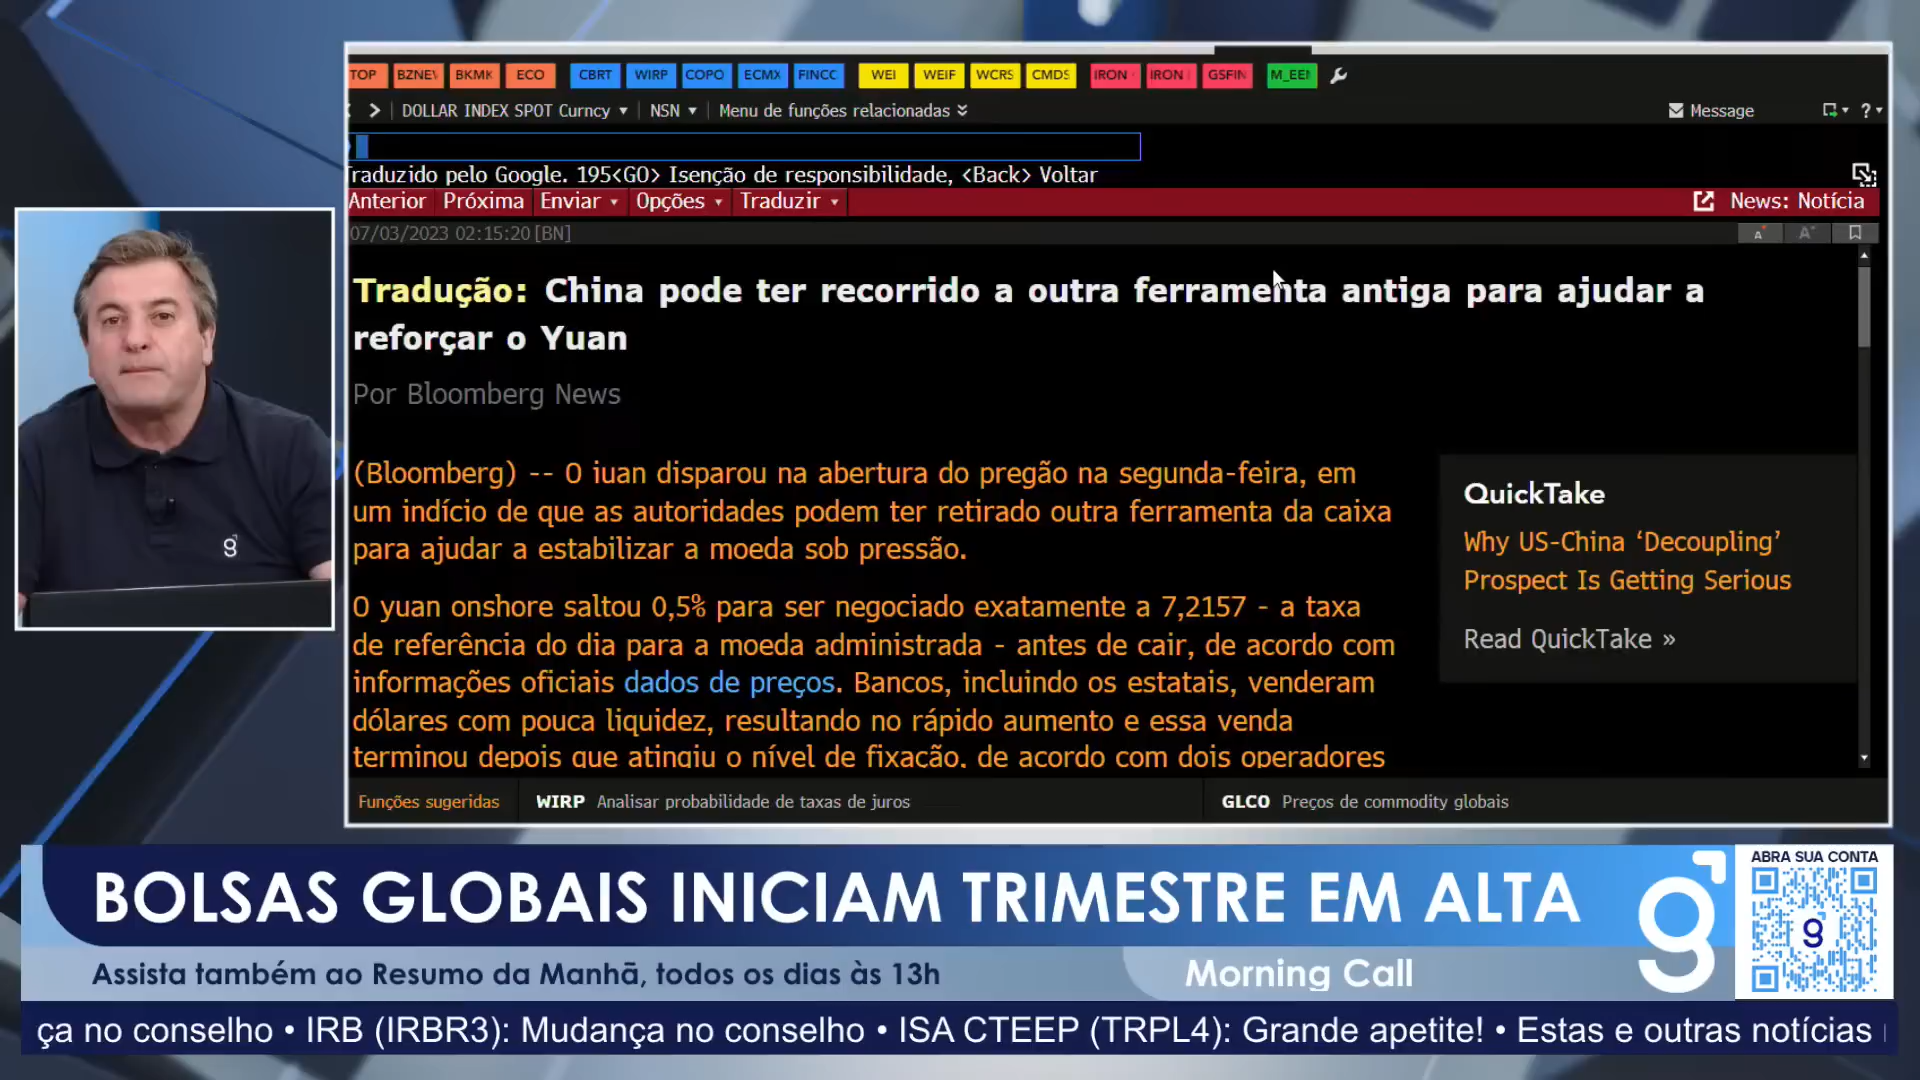 TOP BZNEV BKMK ECO CBRT WIRP COPO ECMX FINCC WEI WEIF WCRS CMDS IRON IRON GSFIN M_EEN
DOLLAR INDEX SPOT Curncy NSN Menu de funções relacionadas Message ?
Traduzido pelo Google. 195<GO> Isenção de responsibilidade, <Back> Voltar
Anterior Próxima Enviar Opções Traduzir News: Notícia
07/03/2023 02:15:20 [BN]
Tradução: China pode ter recorrido a outra ferramenta antiga para ajudar a
reforçar o Yuan
Por Bloomberg News
(Bloomberg) -- O iuan disparou na abertura do pregão na segunda-feira, em
um indício de que as autoridades podem ter retirado outra ferramenta da caixa
para ajudar a estabilizar a moeda sob pressão.
O yuan onshore saltou 0,5% para ser negociado exatamente a 7,2157 - a taxa
de referência do dia para a moeda administrada - antes de cair, de acordo com
informações oficiais dados de preços. Bancos, incluindo os estatais, venderam
dólares com pouca liquidez, resultando no rápido aumento e essa venda
terminou depois que atingiu o nível de fixação, de acordo com dois operadores
QuickTake
Why US-China ‘Decoupling’
Prospect Is Getting Serious
Read QuickTake »
Funções sugeridas WIRP Analisar probabilidade de taxas de juros GLCO Preços de commodity globais
BOLSAS GLOBAIS INICIAM TRIMESTRE EM ALTA
ABRA SUA CONTA
Assista também ao Resumo da Manhã, todos os dias às 13h
Morning Call
ça no conselho • IRB (IRBR3): Mudança no conselho • ISA CTEEP (TRPL4): Grande apetite! • Estas e outras notícias